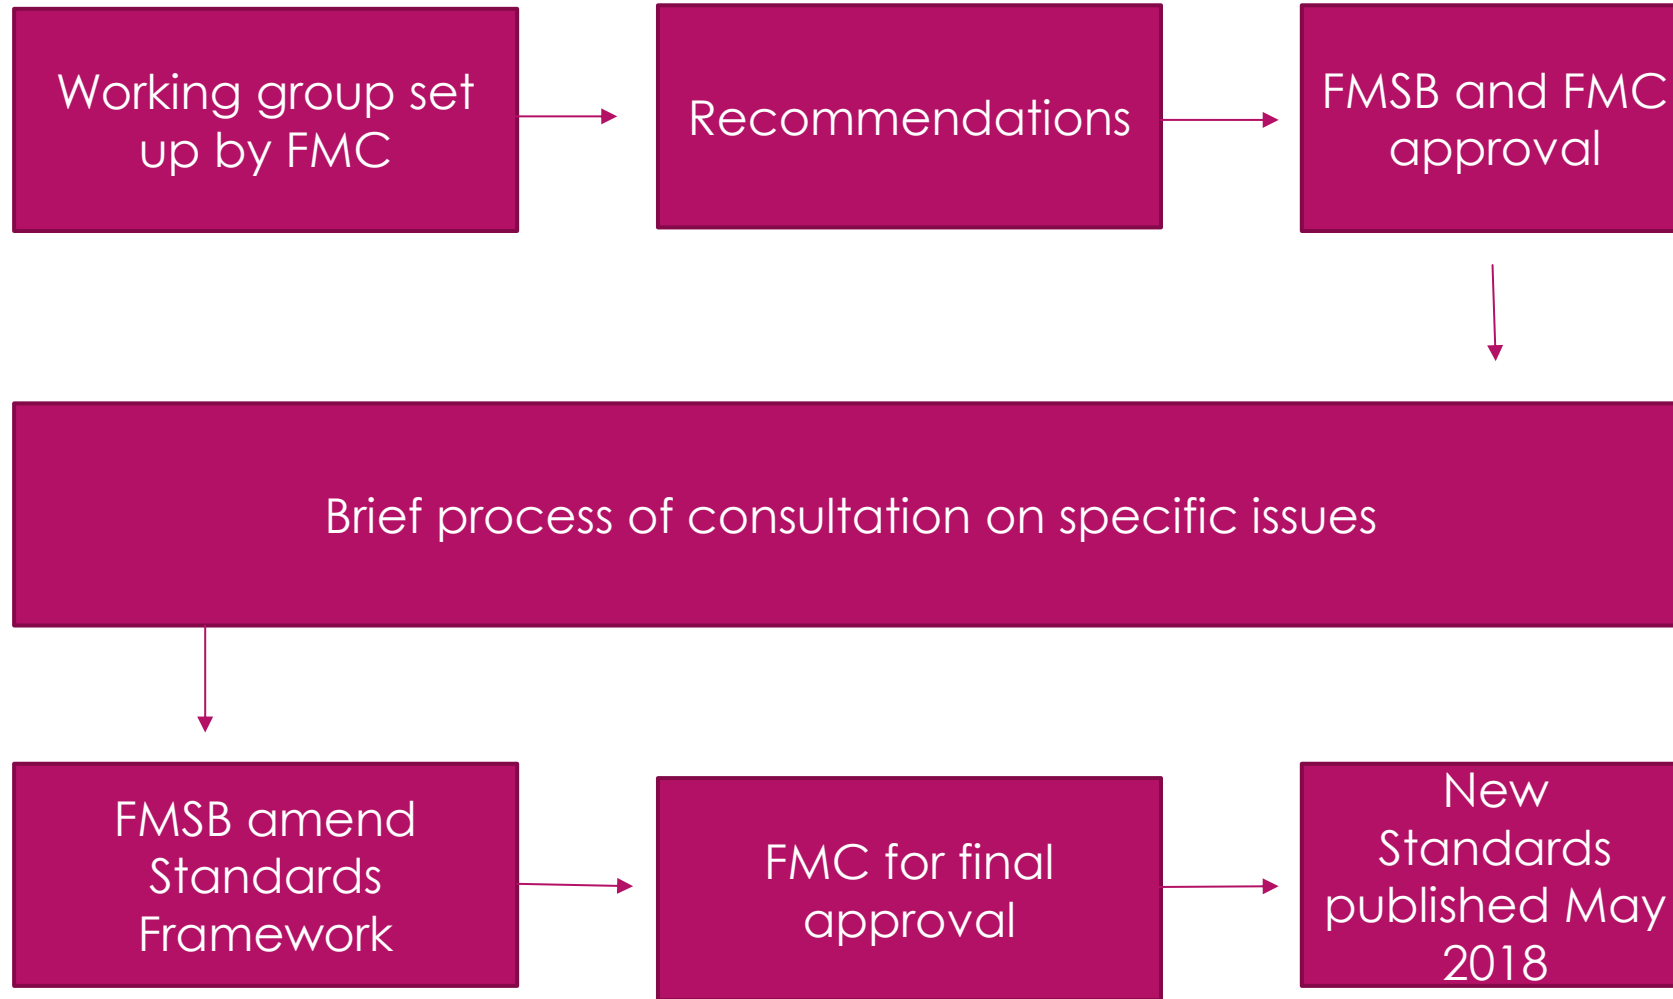 Working group set
up by FMC
Recommendations
FMSB and FMC
approval
Brief process of consultation on specific issues
FMSB amend
Standards
Framework
FMC for final
approval
New
Standards
published May
2018